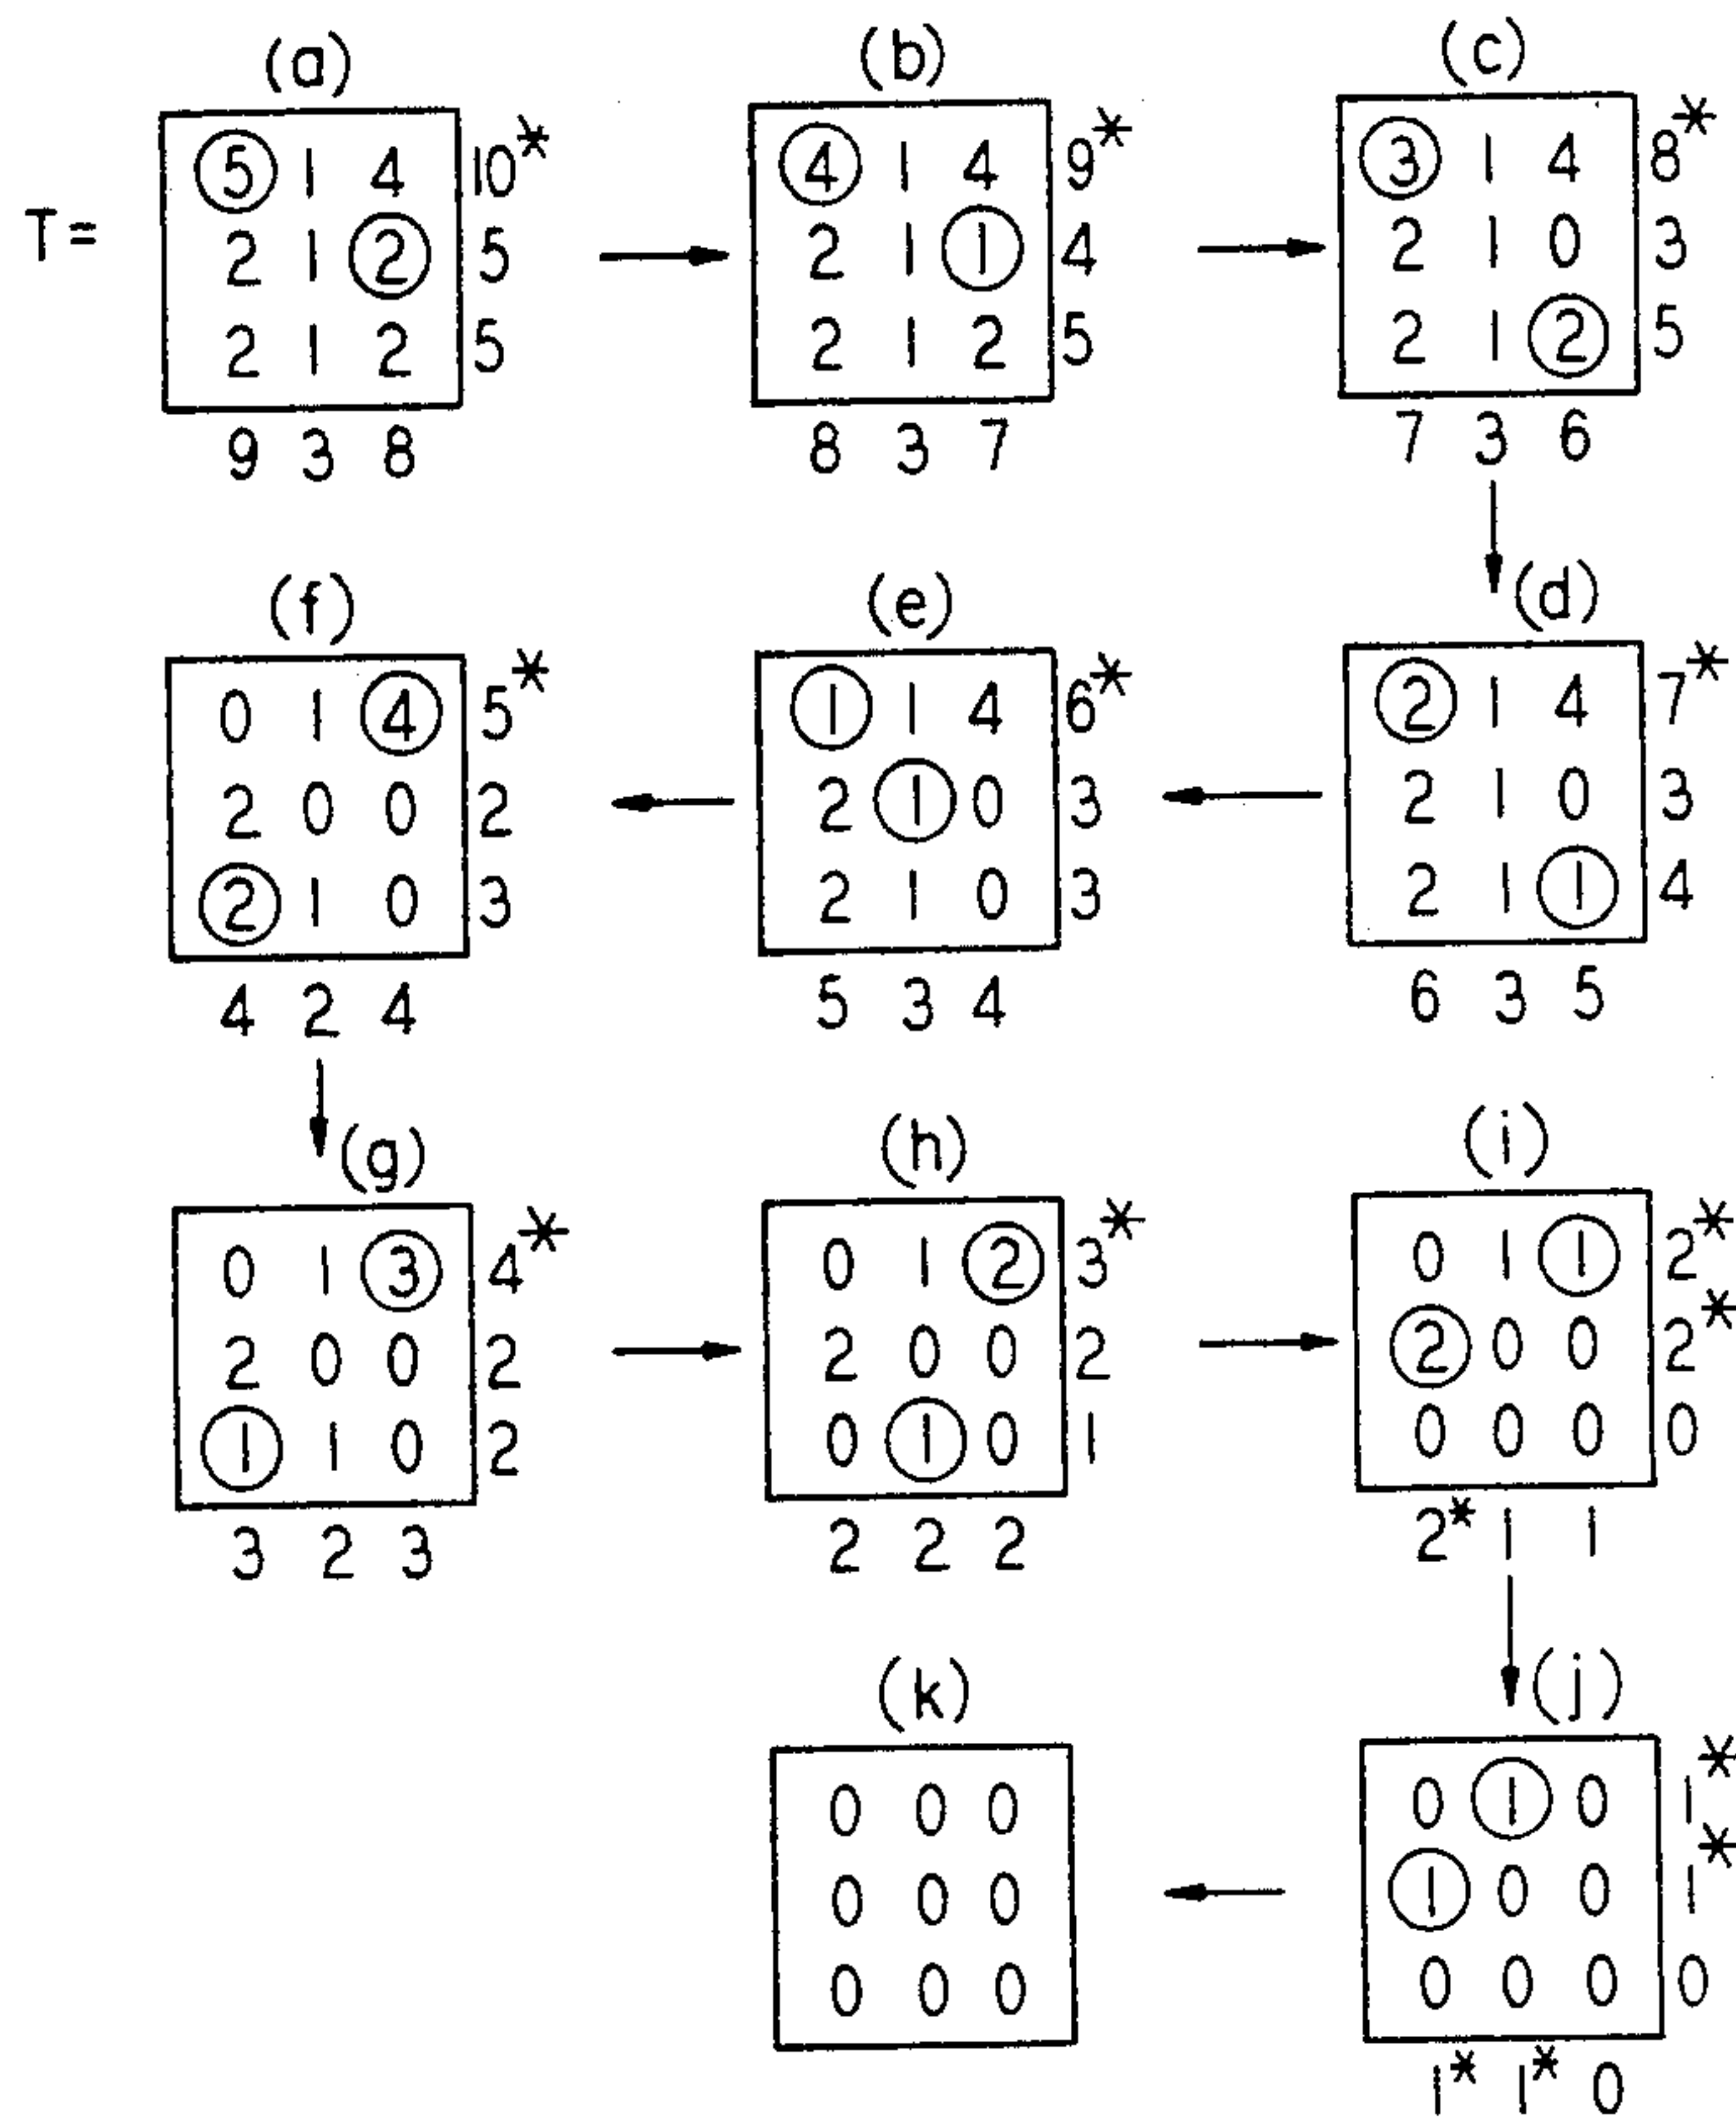 (a) (b) (c)
5 1 4 10* 4 1 4 9* 3 1 4 8*
T= 2 1 2 5 2 1 1 4 2 1 0 3
2 1 2 5 2 1 2 5 2 1 2 5
9 3 8 8 3 7 7 3 6
(f) (e) (d)
0 1 4 5* 1 1 4 6* 2 1 4 7*
2 0 0 2 2 1 0 3 2 1 0 3
2 1 0 3 2 1 0 3 2 1 1 4
4 2 4 5 3 4 6 3 5
(g) (h) (i)
0 1 3 4* 0 1 2 3* 0 1 1 2*
2 0 0 2 2 0 0 2 2 0 0 2*
1 1 0 2 0 1 0 1 0 0 0 0
3 2 3 2 2 2 2* 1 1
(k) (j)
0 0 0 0 1 0 1*
0 0 0 1 0 0 1*
0 0 0 0 0 0 0
1* 1* 0